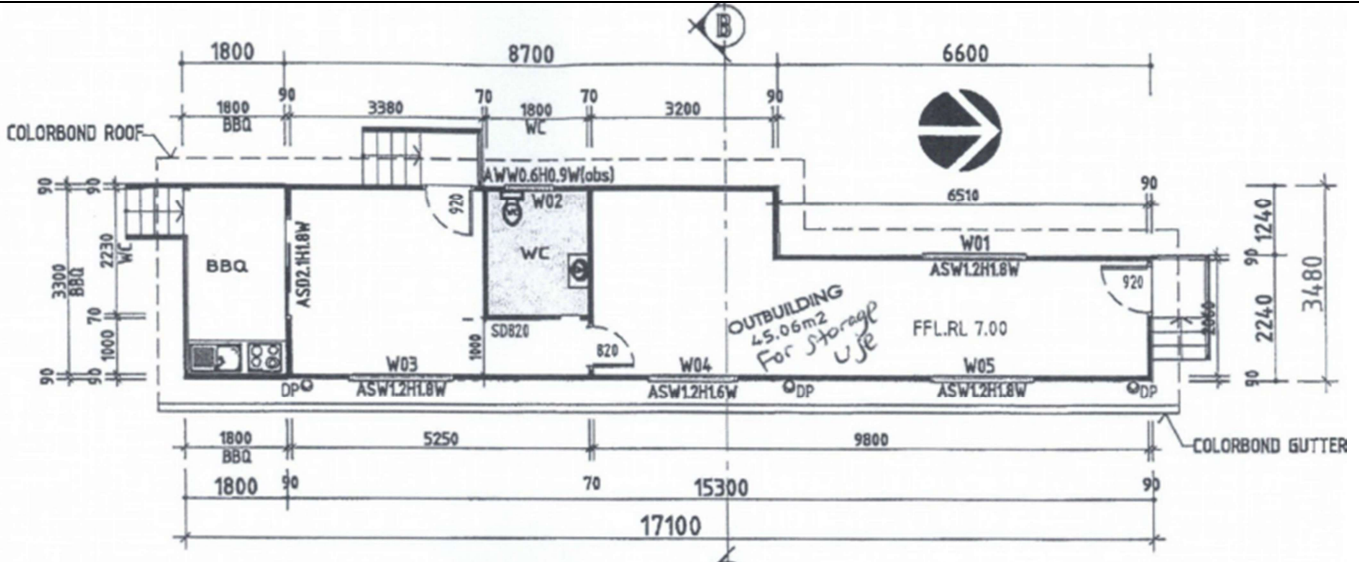 B
1800 8700 6600
1800 90 3380 70 1800 70 3200 90
BBQ WC
COLORBOND ROOF
AWW0.6H0.9W(obs)
W02
920
6510 90
W01
ASW1.2H1.8W
920
1240
90
2240
90
3480
90
3300
BBQ
90
90
2230
WC
70
1000
90
BBQ
ASD2.1H1.8W
WC
SD820
820
1000
OUTBUILDING
45.06m2
For storage
use
FFL.RL 7.00
2060
W03
ASW1.2H1.8W
W04
ASW1.2H1.6W
W05
ASW1.2H1.8W
DP
DP
DP
COLORBOND GUTTER
1800 5250 9800
BBQ
1800 90 70 15300 90
17100